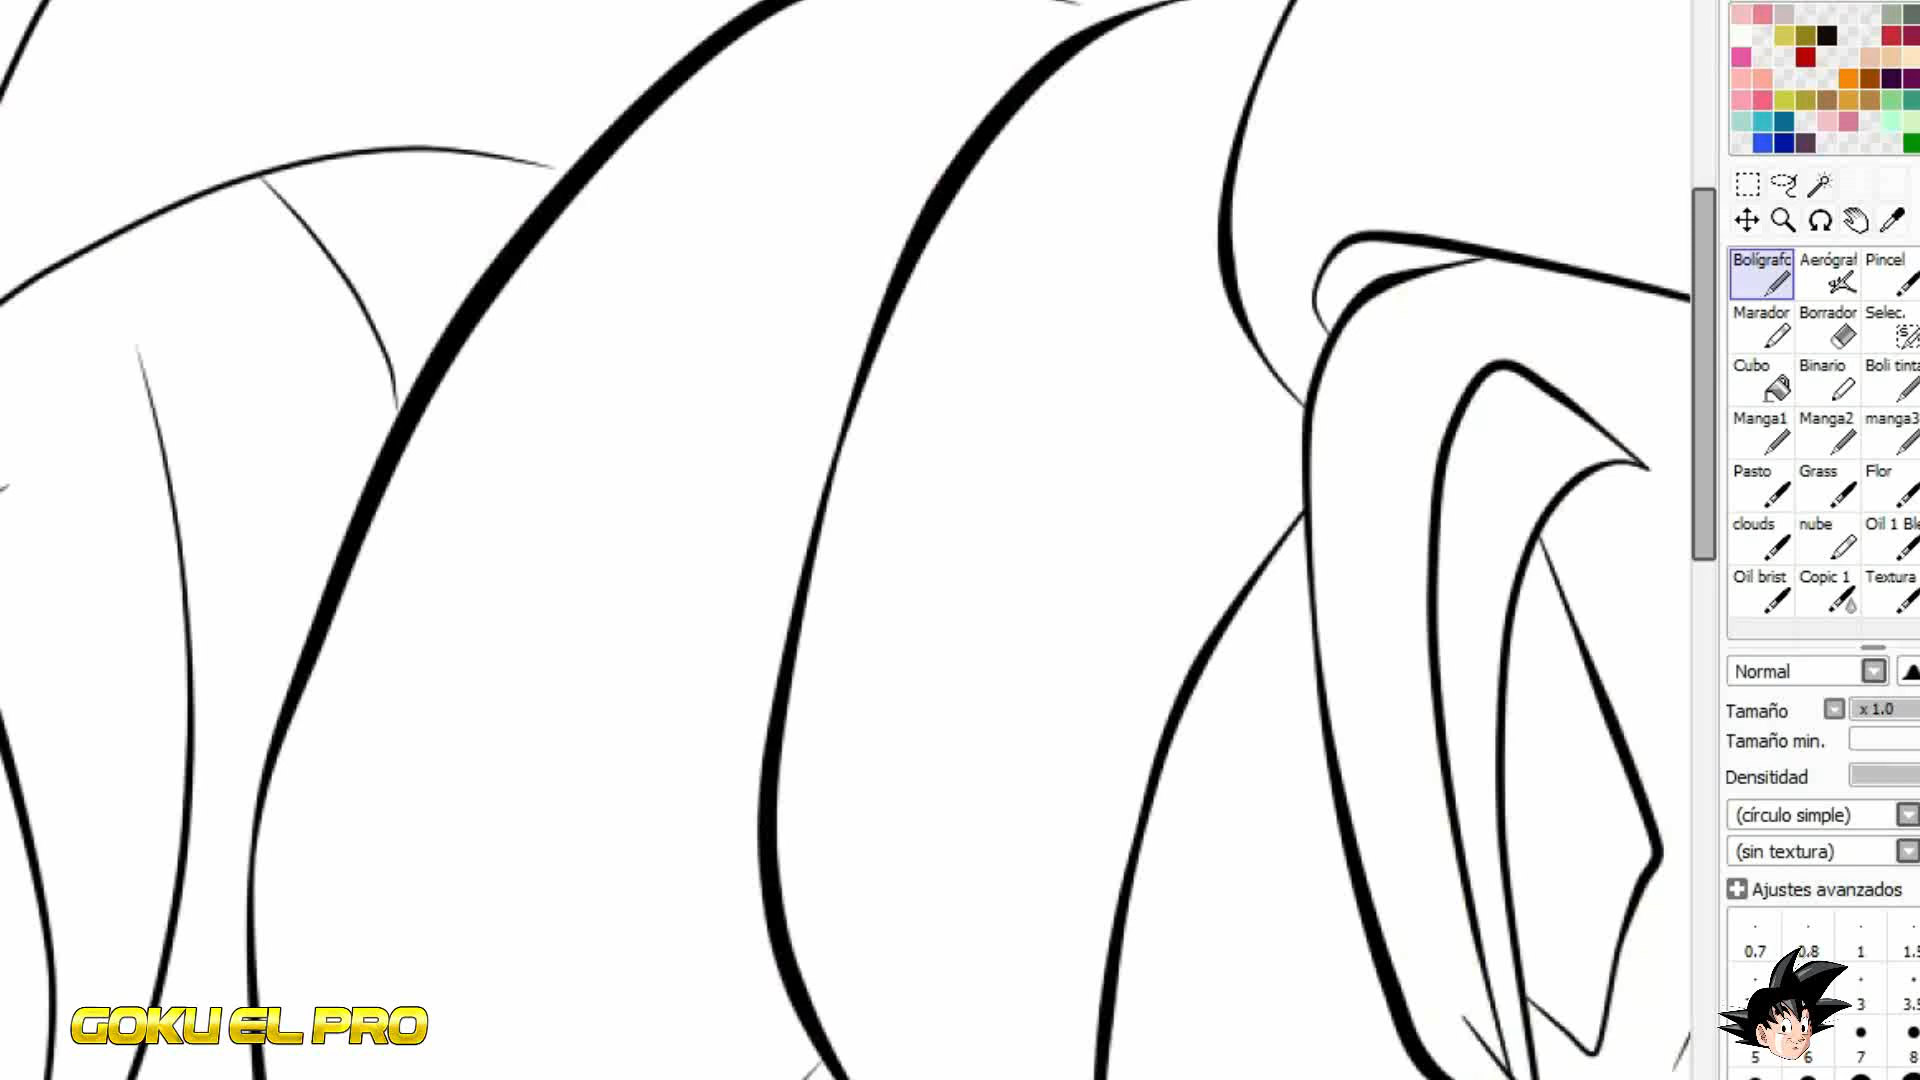 Bolígrafc Aerógraf Pincel
Marador Borrador Selec.
Cubo Binario Boli tinta
Manga1 Manga2 manga3
Pasto Grass Flor
clouds nube Oil 1 Ble
Oil brist Copic 1 Textura
Normal
Tamaño x 1.0
Tamaño min.
Densitidad
(círculo simple)
(sin textura)
Ajustes avanzados
0.7 0.8 1 1.5
3 3.5
5 6 7 8
GOKU EL PRO